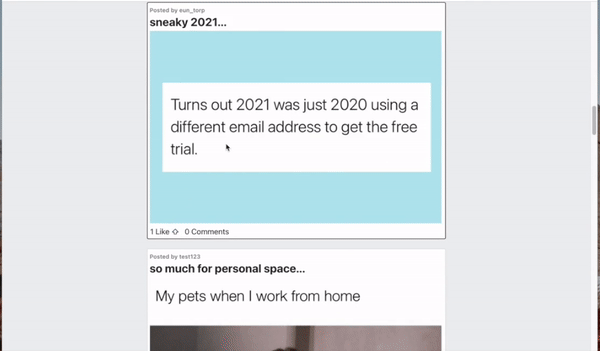 Posted by eun_torp
sneaky 2021...
Turns out 2021 was just 2020 using a
different email address to get the free
trial.
1 Like 0 Comments
Posted by test123
so much for personal space...
My pets when I work from home